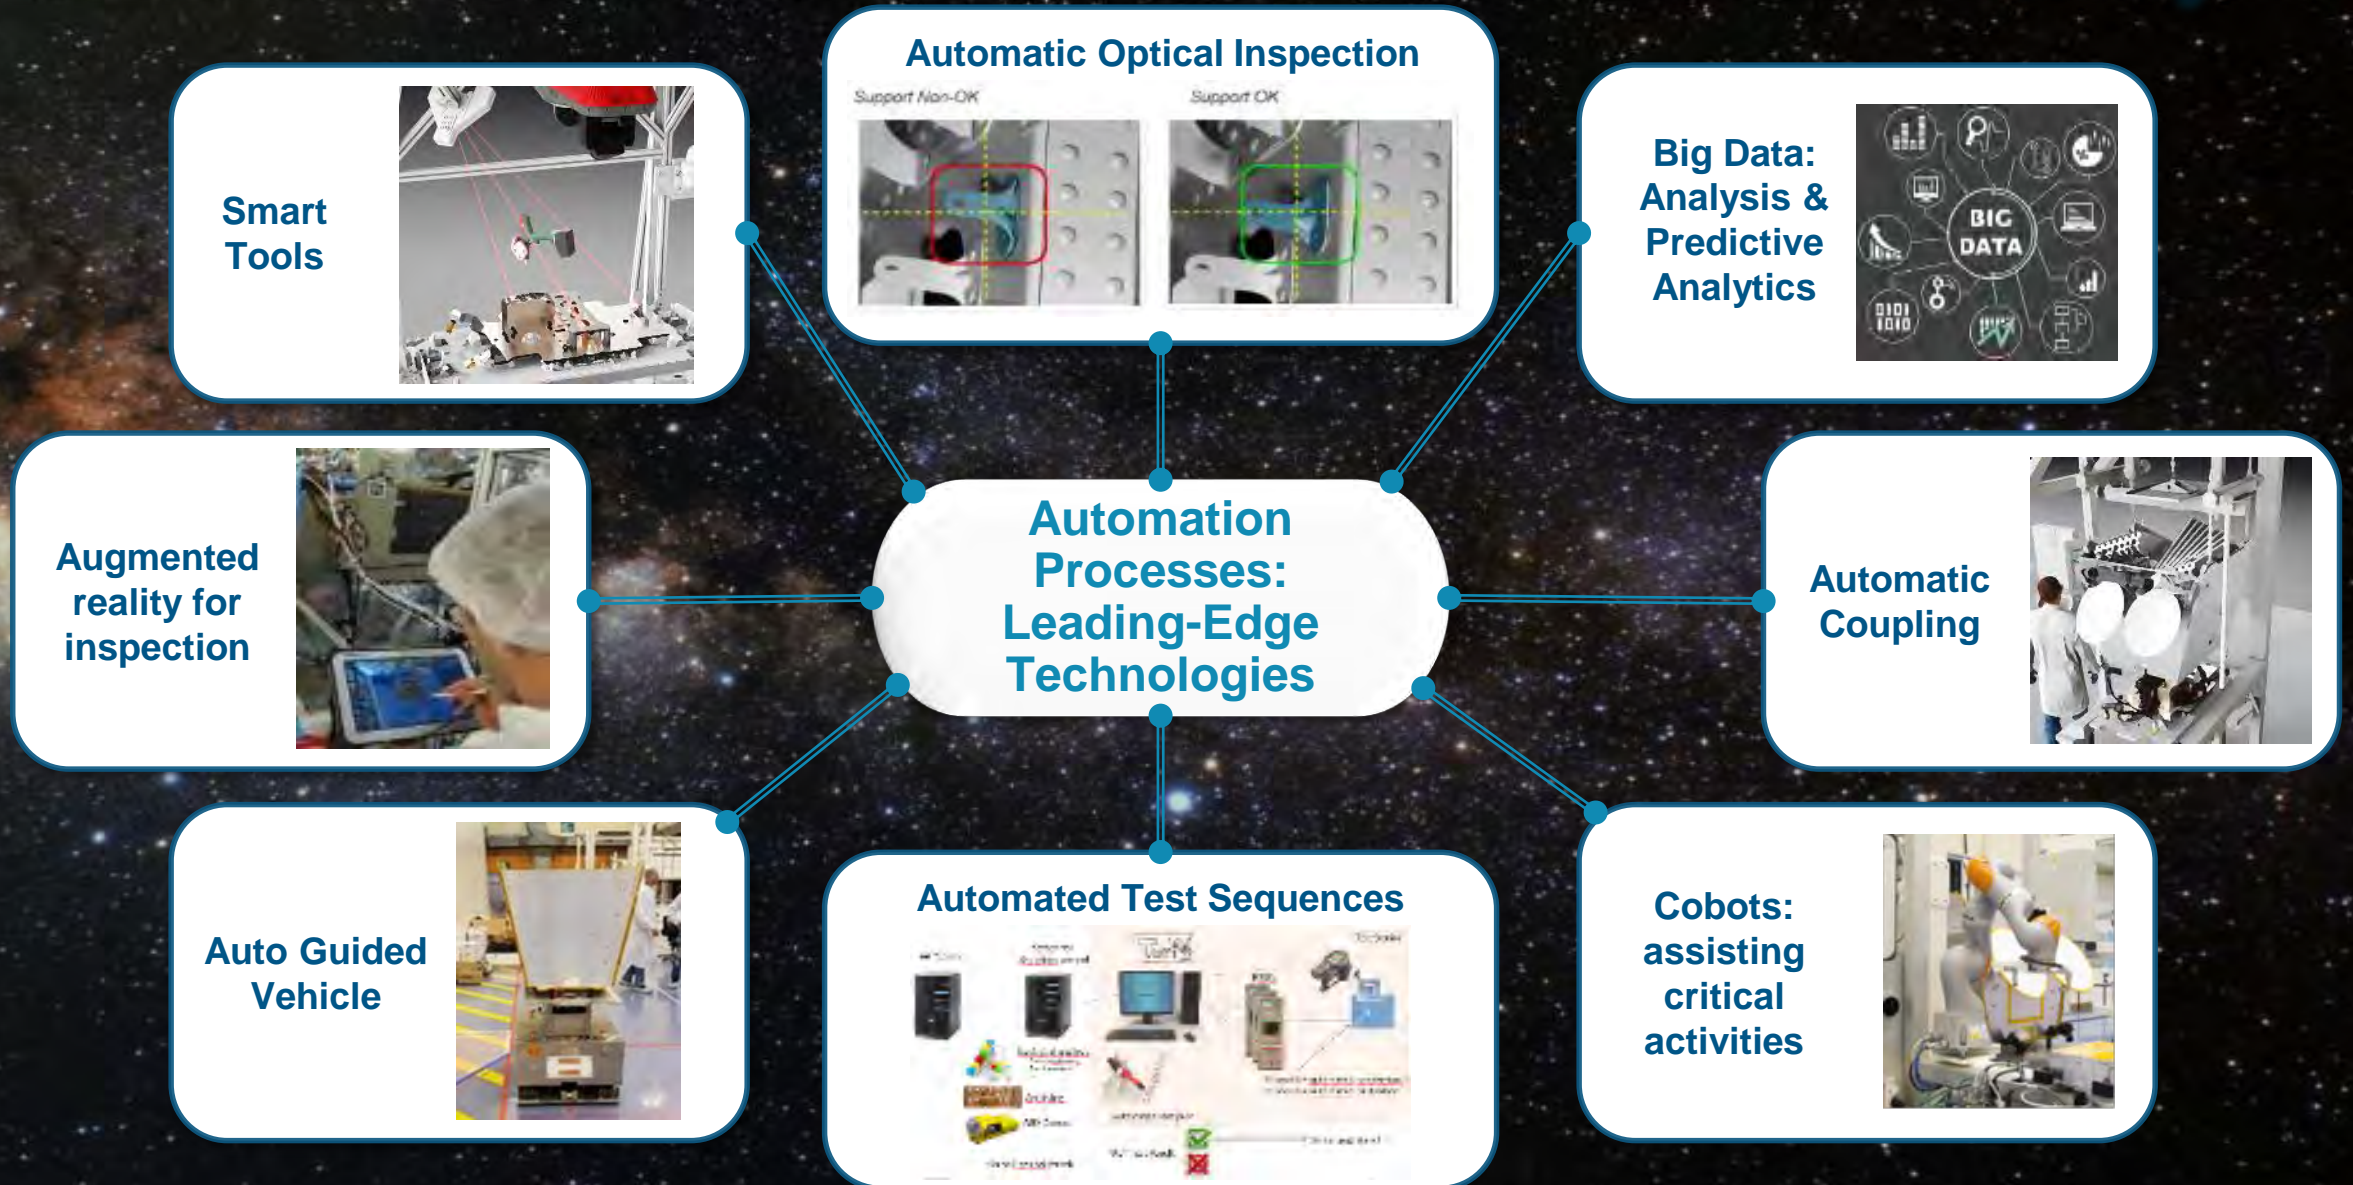 Automatic Optical Inspection
Support Non-OK
Support OK
Smart
Tools
Big Data:
Analysis &
Predictive
Analytics
BIG
DATA
0101
1010
Augmented
reality for
inspection
Automation
Processes:
Leading-Edge
Technologies
Automatic
Coupling
Auto Guided
Vehicle
Automated Test Sequences
Cobots:
assisting
critical
activities